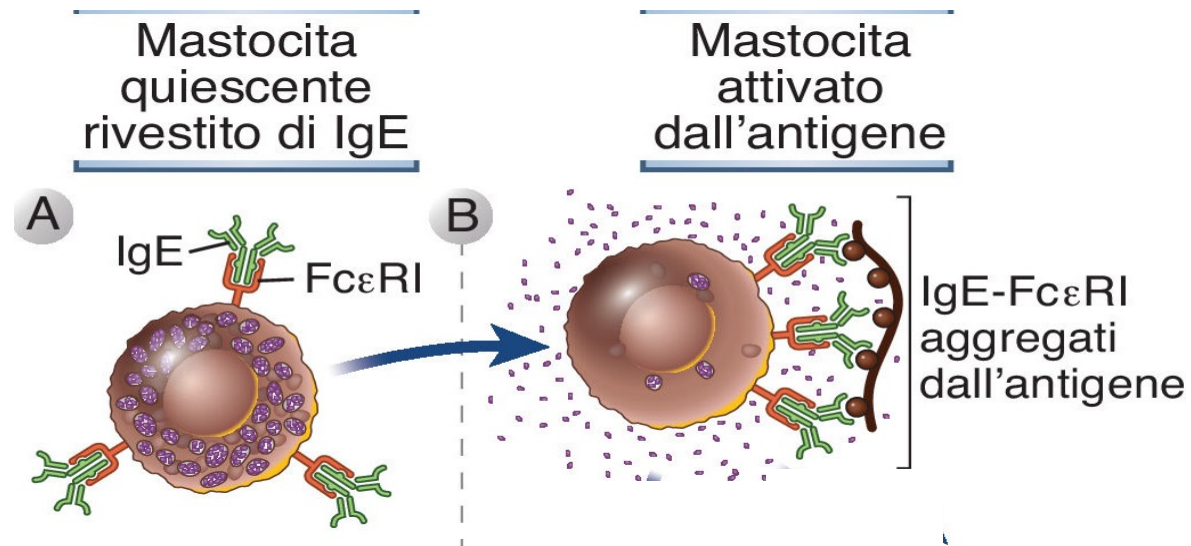 Mastocita
quiescente
rivestito di IgE
Mastocita
attivato
dall'antigene
A
B
IgE
FcεRI
IgE-FcεRI
aggregati
dall'antigene